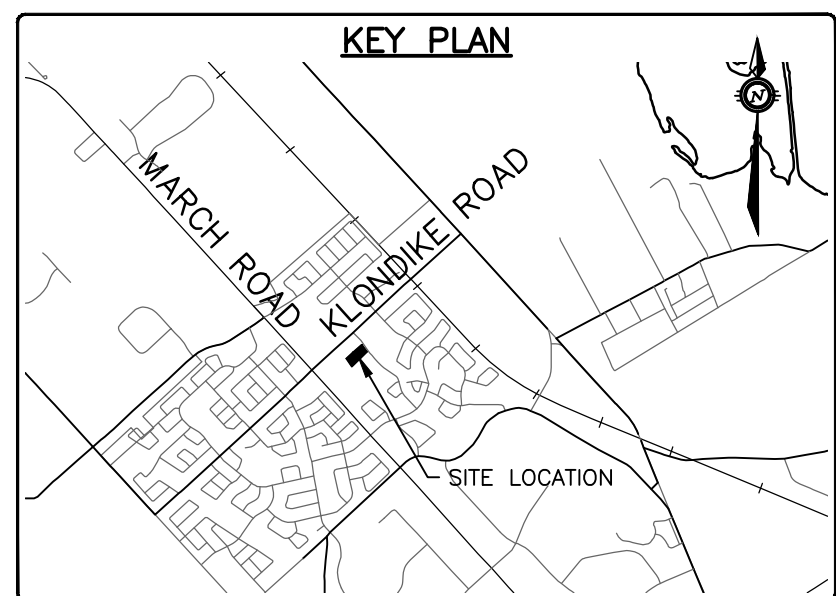 KEY PLAN
N
MARCH ROAD
KLONDIKE ROAD
SITE LOCATION